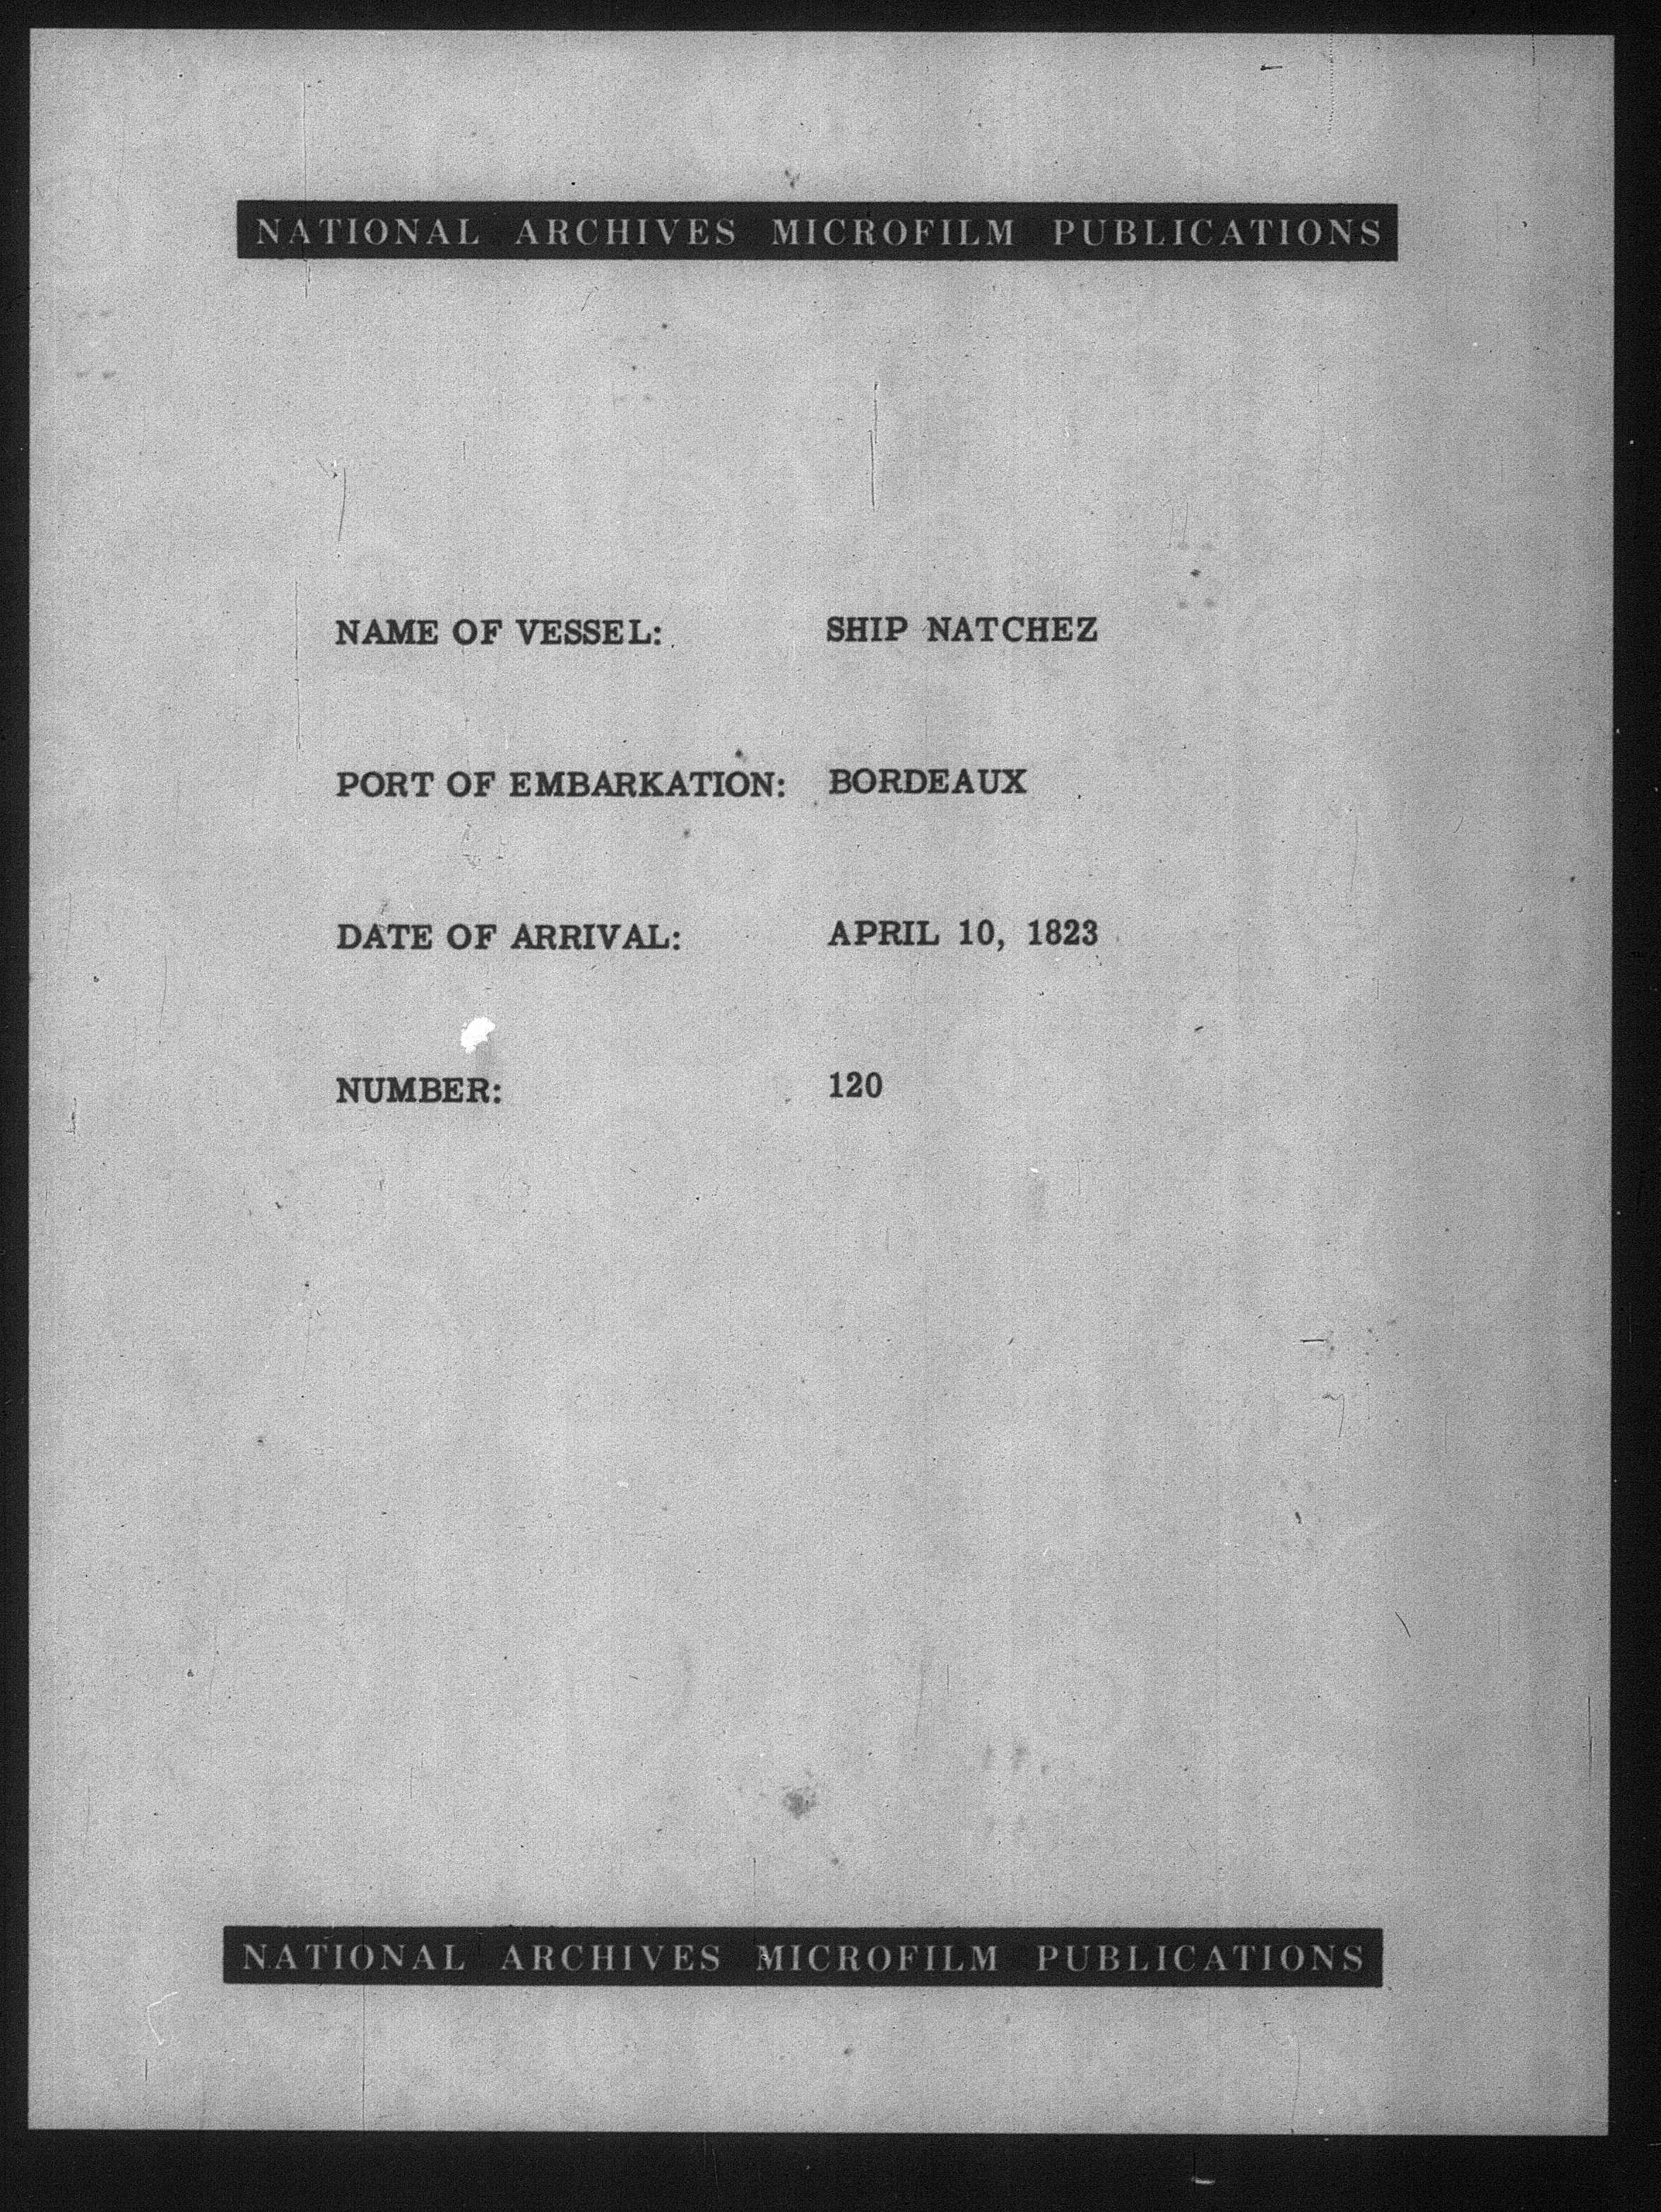 NATIONAL ARCHIVES MICROFILM PUBLICATIONS
NAME OF VESSEL: SHIP NATCHEZ
PORT OF EMBARKATION: BORDEAUX
DATE OF ARRIVAL: APRIL 10, 1823
NUMBER: 120
NATIONAL ARCHIVES MICROFILM PUBLICATIONS